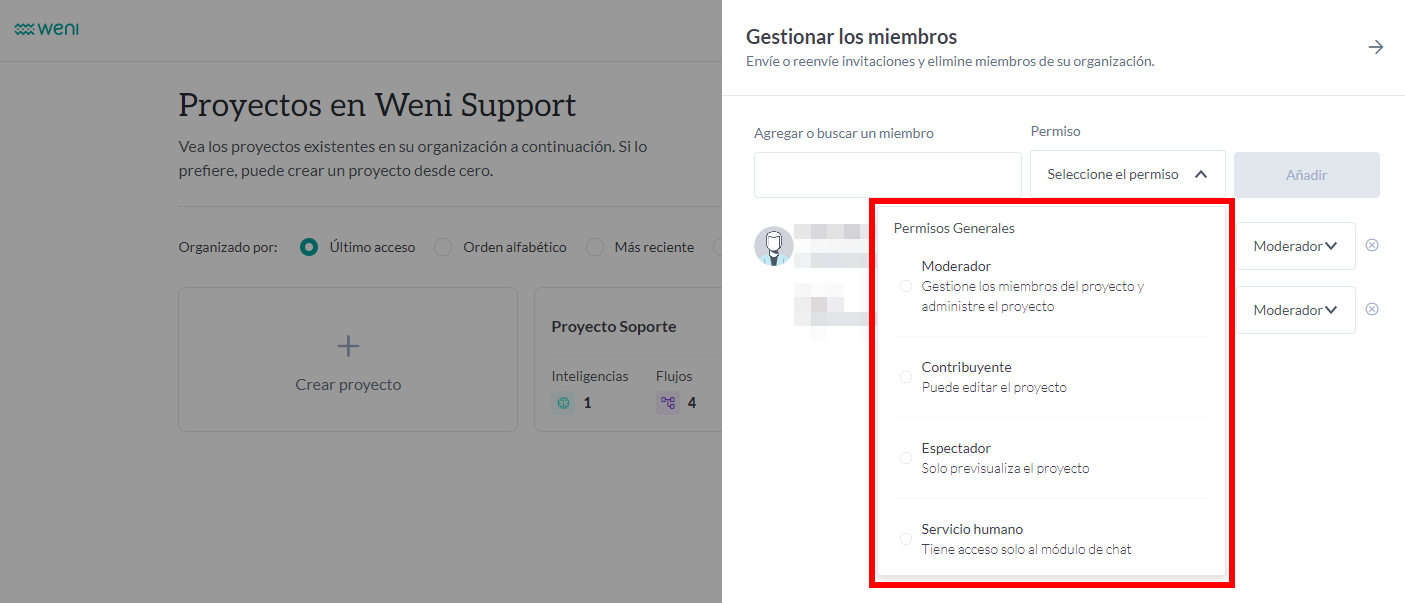 weni
Proyectos en Weni Support
Vea los proyectos existentes en su organización a continuación. Si lo
prefiere, puede crear un proyecto desde cero.
Organizado por:
Último acceso
Orden alfabético
Más reciente
Crear proyecto
Proyecto Soporte
Inteligencias
Flujos
1
4
Gestionar los miembros
Envíe o reenvíe invitaciones y elimine miembros de su organización.
Agregar o buscar un miembro
Permiso
Seleccione el permiso
Añadir
Permisos Generales
Moderador
Gestione los miembros del proyecto y
administre el proyecto
Contribuyente
Puede editar el proyecto
Espectador
Solo previsualiza el proyecto
Servicio humano
Tiene acceso solo al módulo de chat
Moderador
Moderador